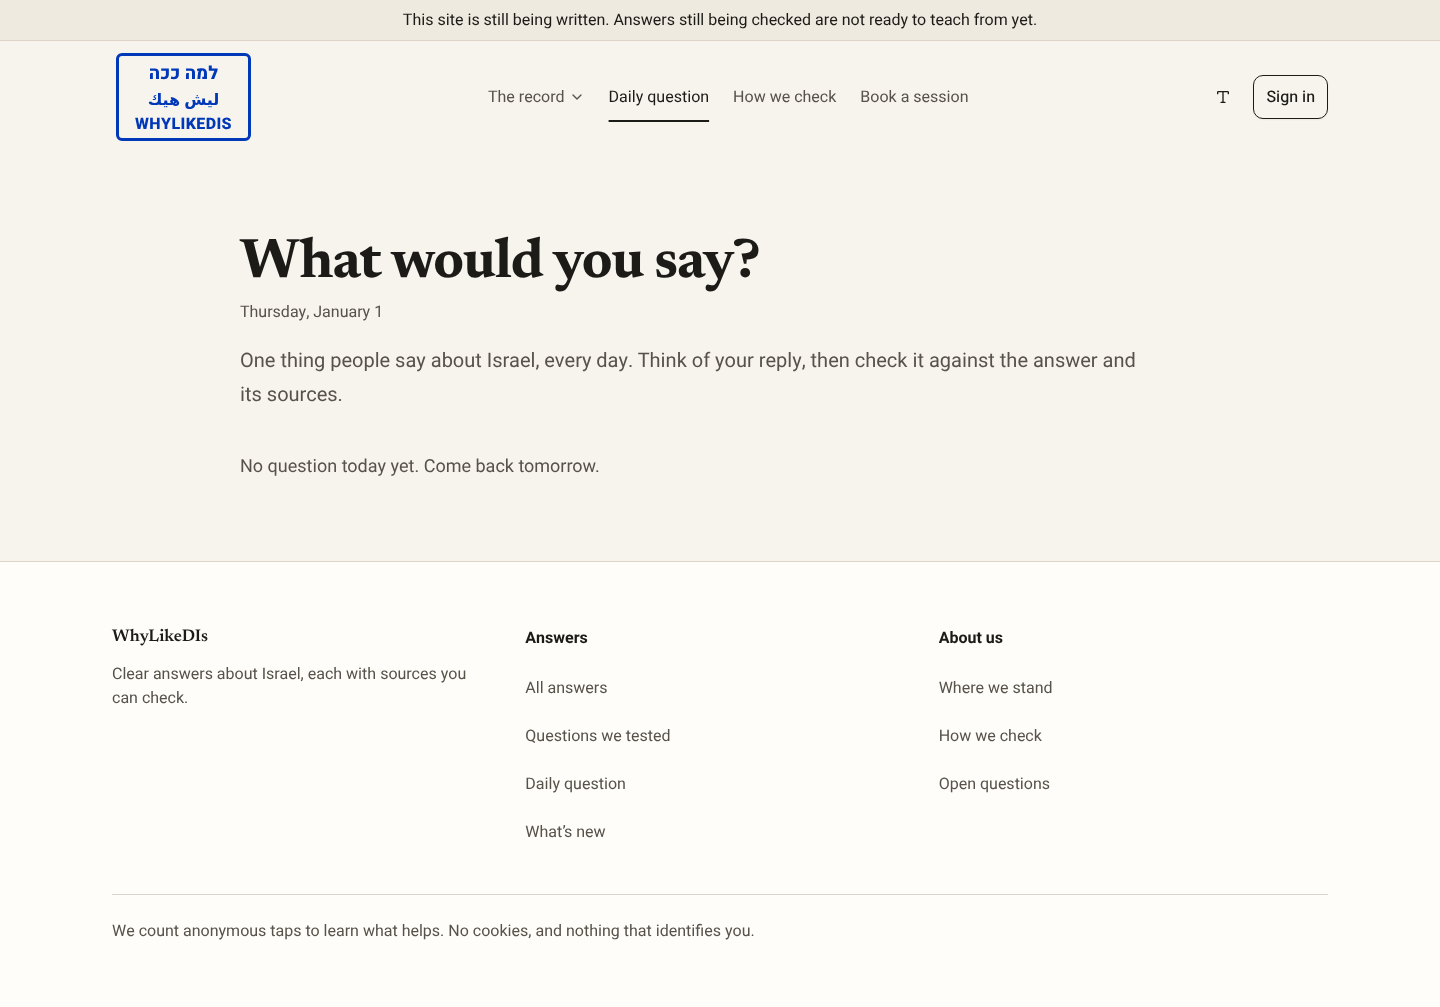 This site is still being written. Answers still being checked are not ready to teach from yet.
למה ככה
ليش هيك
WHYLIKEDIS
The record
Daily question
How we check
Book a session
T
Sign in
What would you say?
Thursday, January 1
One thing people say about Israel, every day. Think of your reply, then check it against the answer and
its sources.
No question today yet. Come back tomorrow.
WhyLikeDIs
Clear answers about Israel, each with sources you
can check.
Answers
All answers
Questions we tested
Daily question
What’s new
About us
Where we stand
How we check
Open questions
We count anonymous taps to learn what helps. No cookies, and nothing that identifies you.